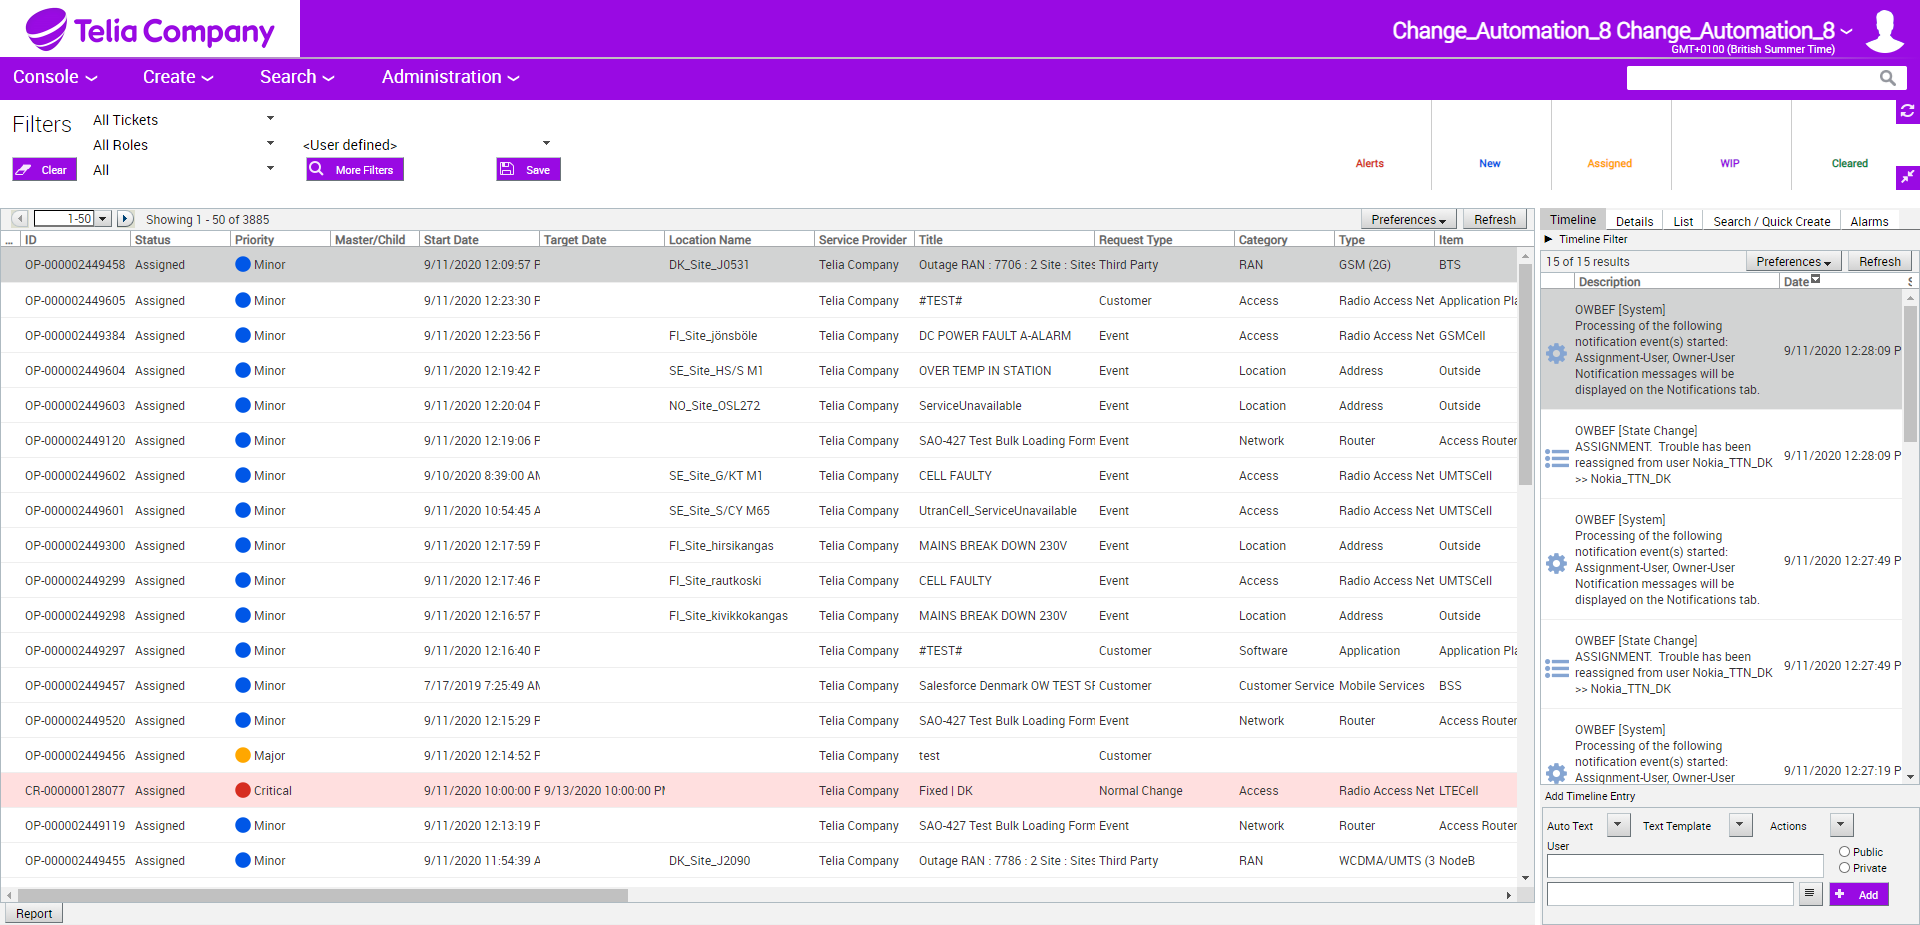 Telia Company
Change_Automation_8 Change_Automation_8
GMT+0100 (British Summer Time)
Console Create Search Administration
Filters All Tickets
All Roles <User defined>
Clear All More Filters Save
Alerts New Assigned WIP Cleared
1-50 Showing 1 - 50 of 3885 Preferences Refresh
... ID Status Priority Master/Child Start Date Target Date Location Name Service Provider Title Request Type Category Type Item
OP-000002449458 Assigned Minor 9/11/2020 12:09:57 P DK_Site_J0531 Telia Company Outage RAN : 7706 : 2 Site : Sites Third Party RAN GSM (2G) BTS
OP-000002449605 Assigned Minor 9/11/2020 12:23:30 P Telia Company #TEST# Customer Access Radio Access Net Application Pla
OP-000002449384 Assigned Minor 9/11/2020 12:23:56 P FI_Site_jönsböle Telia Company DC POWER FAULT A-ALARM Event Access Radio Access Net GSMCell
OP-000002449604 Assigned Minor 9/11/2020 12:19:42 P SE_Site_HS/S M1 Telia Company OVER TEMP IN STATION Event Location Address Outside
OP-000002449603 Assigned Minor 9/11/2020 12:20:04 P NO_Site_OSL272 Telia Company ServiceUnavailable Event Location Address Outside
OP-000002449120 Assigned Minor 9/11/2020 12:19:06 P Telia Company SAO-427 Test Bulk Loading Form Event Network Router Access Router
OP-000002449602 Assigned Minor 9/10/2020 8:39:00 AM SE_Site_G/KT M1 Telia Company CELL FAULTY Event Access Radio Access Net UMTSCell
OP-000002449601 Assigned Minor 9/11/2020 10:54:45 A SE_Site_S/CY M65 Telia Company UtranCell_ServiceUnavailable Event Access Radio Access Net UMTSCell
OP-000002449300 Assigned Minor 9/11/2020 12:17:59 P FI_Site_hirsikangas Telia Company MAINS BREAK DOWN 230V Event Location Address Outside
OP-000002449299 Assigned Minor 9/11/2020 12:17:46 P FI_Site_rautkoski Telia Company CELL FAULTY Event Access Radio Access Net UMTSCell
OP-000002449298 Assigned Minor 9/11/2020 12:16:57 P FI_Site_kivikkokangas Telia Company MAINS BREAK DOWN 230V Event Location Address Outside
OP-000002449297 Assigned Minor 9/11/2020 12:16:40 P Telia Company #TEST# Customer Software Application Application Pla
OP-000002449457 Assigned Minor 7/17/2019 7:25:49 AM Telia Company Salesforce Denmark OW TEST SF Customer Customer Service Mobile Services BSS
OP-000002449520 Assigned Minor 9/11/2020 12:15:29 P Telia Company SAO-427 Test Bulk Loading Form Event Network Router Access Router
OP-000002449456 Assigned Major 9/11/2020 12:14:52 P Telia Company test Customer
CR-000000128077 Assigned Critical 9/11/2020 10:00:00 P 9/13/2020 10:00:00 PM Telia Company Fixed | DK Normal Change Access Radio Access Net LTECell
OP-000002449119 Assigned Minor 9/11/2020 12:13:19 P Telia Company SAO-427 Test Bulk Loading Form Event Network Router Access Router
OP-000002449455 Assigned Minor 9/11/2020 11:54:39 A DK_Site_J2090 Telia Company Outage RAN : 7786 : 2 Site : Sites Third Party RAN WCDMA/UMTS (3 NodeB
Report
Timeline Details List Search / Quick Create Alarms
Timeline Filter
15 of 15 results Preferences Refresh
Description Date S
OWBEF [System]
Processing of the following
notification event(s) started:
Assignment-User, Owner-User
Notification messages will be
displayed on the Notifications tab.
9/11/2020 12:28:09 P
OWBEF [State Change]
ASSIGNMENT. Trouble has been
reassigned from user Nokia_TTN_DK
>> Nokia_TTN_DK
9/11/2020 12:28:09 P
OWBEF [System]
Processing of the following
notification event(s) started:
Assignment-User, Owner-User
Notification messages will be
displayed on the Notifications tab.
9/11/2020 12:27:49 P
OWBEF [State Change]
ASSIGNMENT. Trouble has been
reassigned from user Nokia_TTN_DK
>> Nokia_TTN_DK
9/11/2020 12:27:49 P
OWBEF [System]
Processing of the following
notification event(s) started:
Assignment-User, Owner-User
9/11/2020 12:27:19 P
Add Timeline Entry
Auto Text Text Template Actions
User
Public
Private
Add